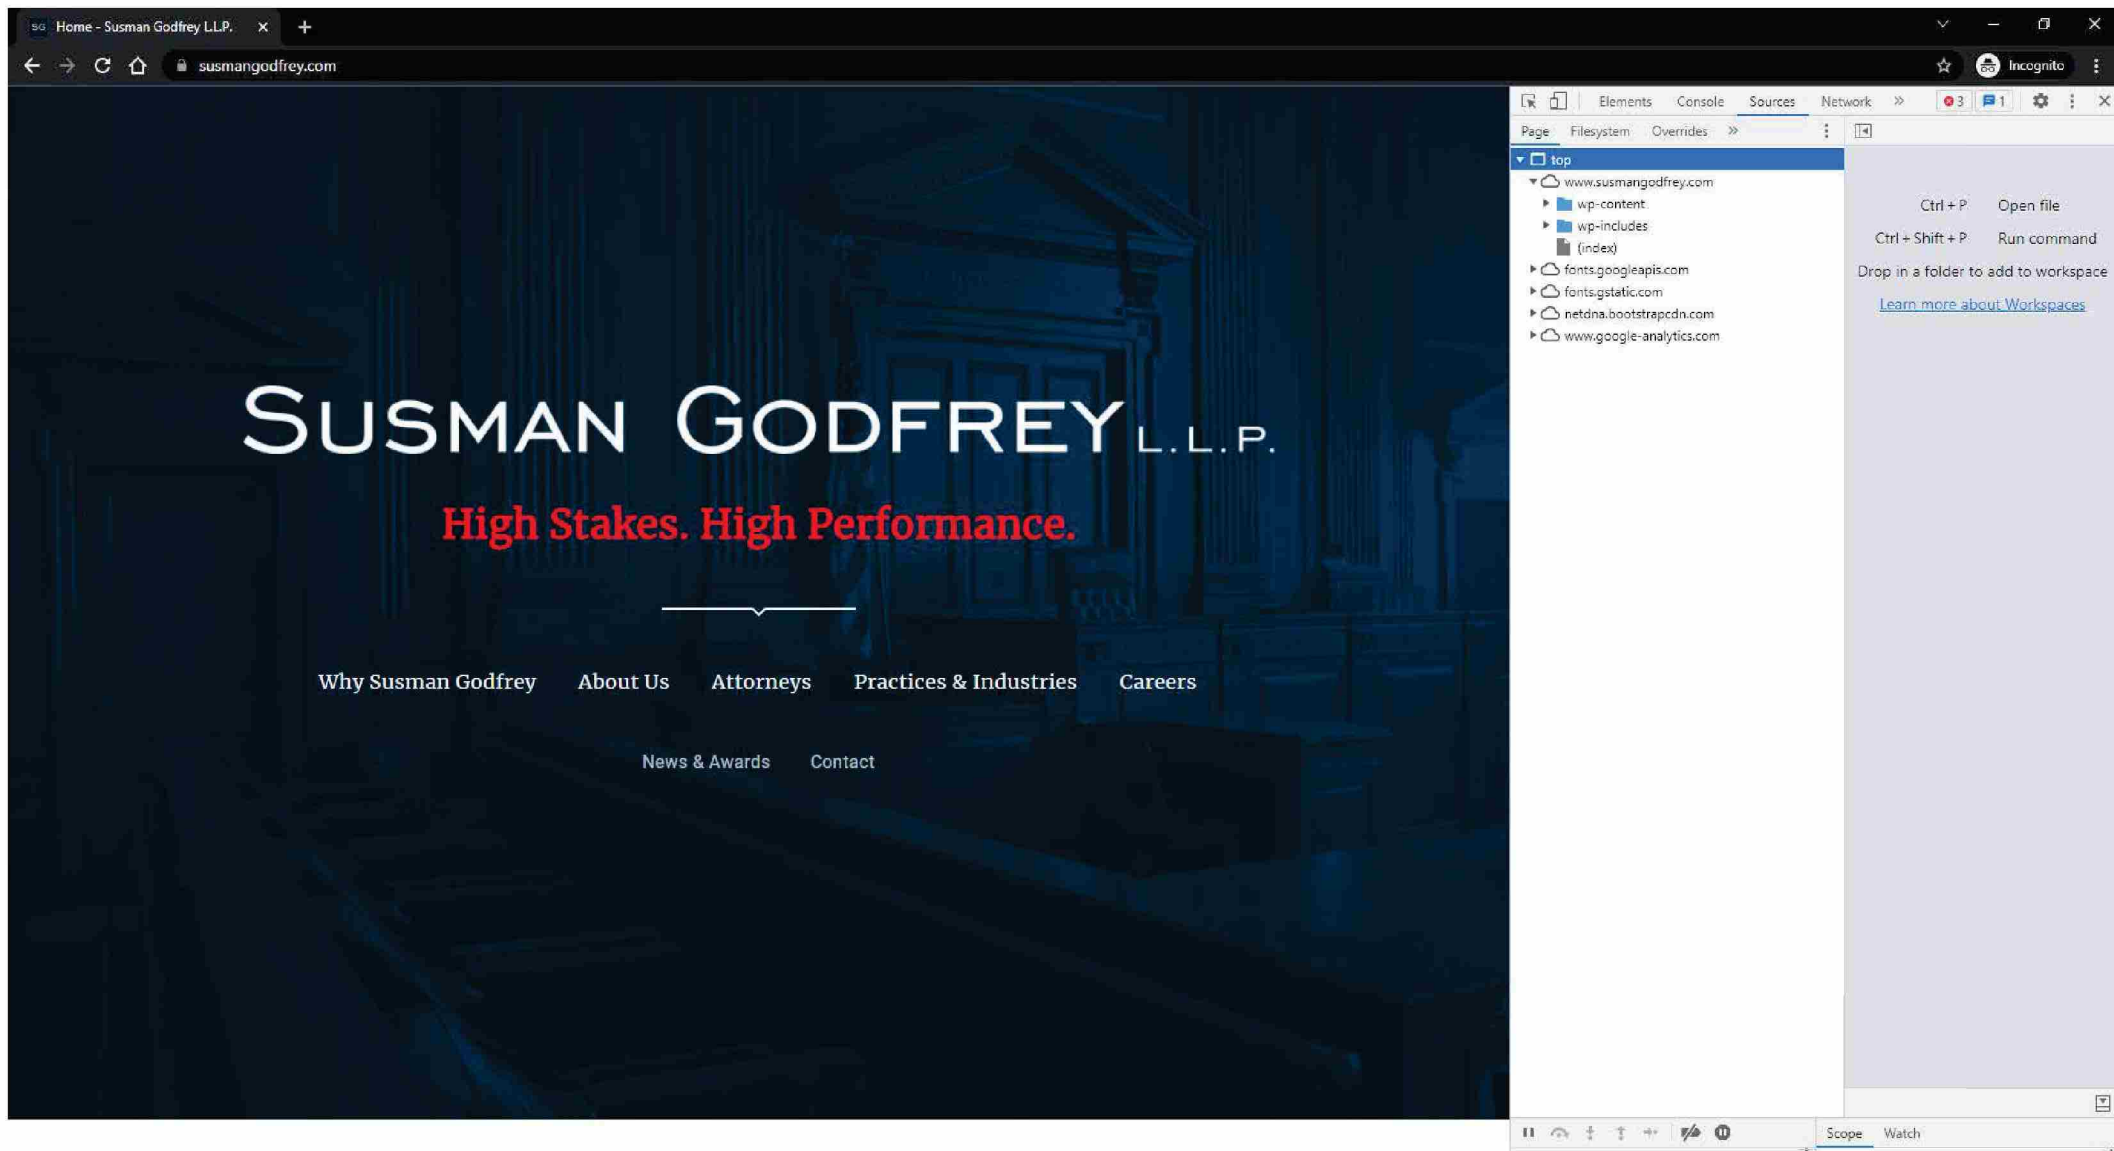 SG Home - Susman Godfrey L.L.P.
susmangodfrey.com
Incognito
Elements Console Sources Network » 3 1
Page Filesystem Overrides »
top
www.susmangodfrey.com
wp-content
wp-includes
(index)
fonts.googleapis.com
fonts.gstatic.com
netdna.bootstrapcdn.com
www.google-analytics.com
Ctrl + P Open file
Ctrl + Shift + P Run command
Drop in a folder to add to workspace
Learn more about Workspaces
SUSMAN GODFREY L.L.P.
High Stakes. High Performance.
Why Susman Godfrey About Us Attorneys Practices & Industries Careers
News & Awards Contact
Scope Watch